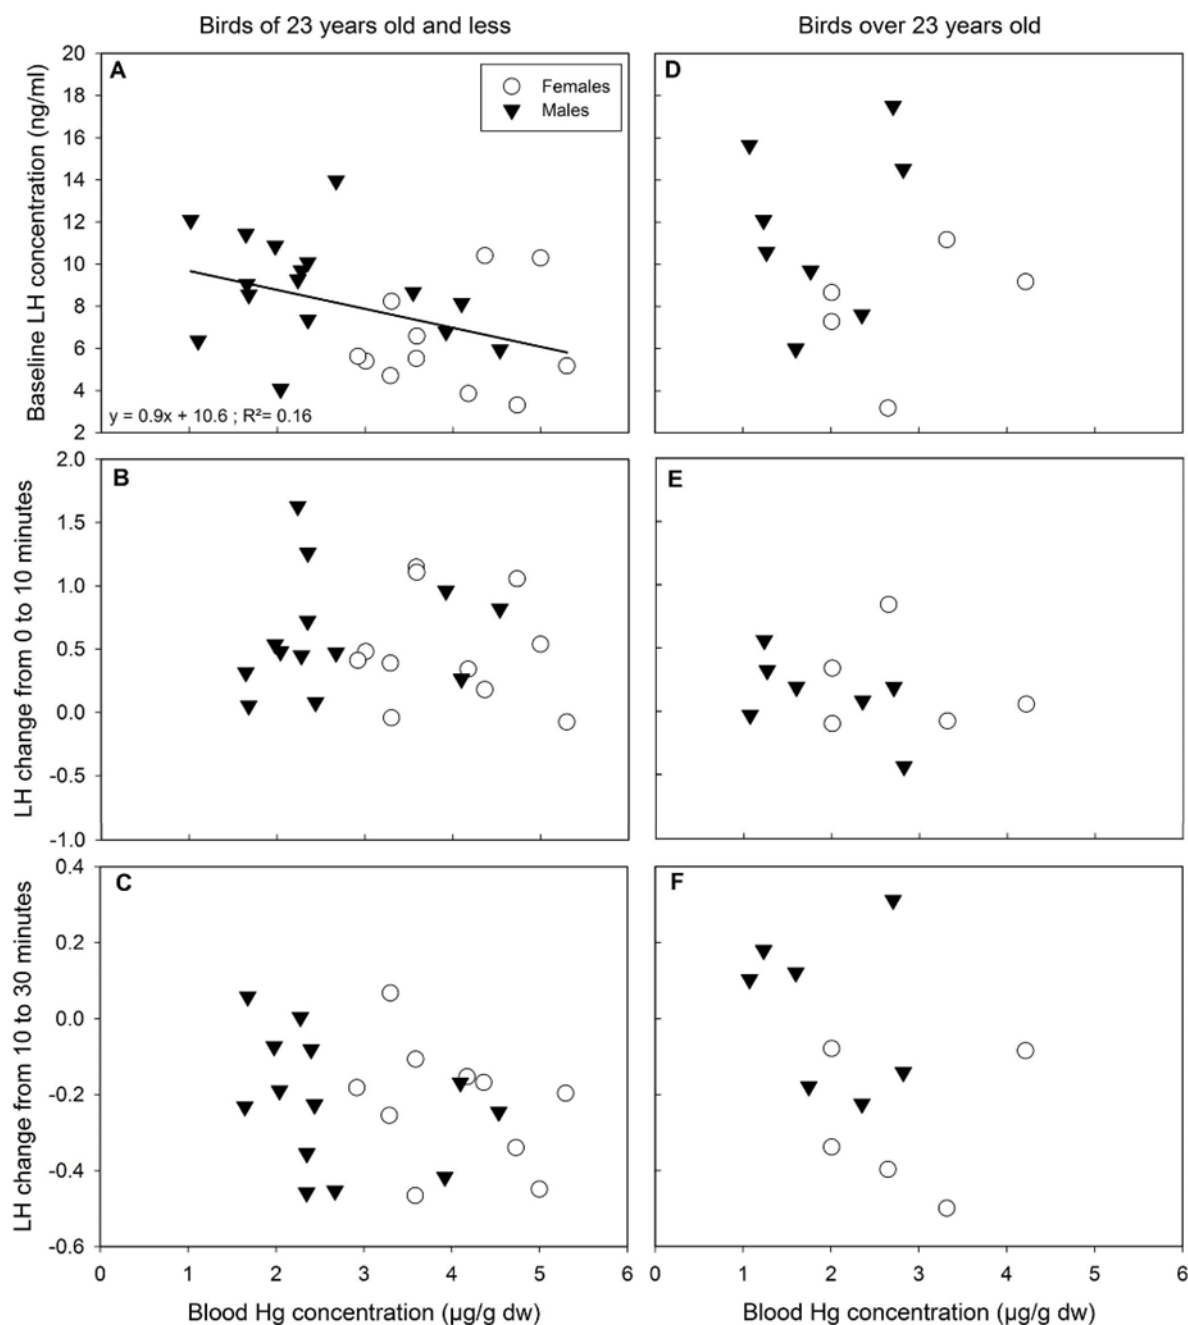 Birds of 23 years old and less
Birds over 23 years old
Baseline LH concentration (ng/ml)
20
18
16
14
12
10
8
6
4
2
A
Females
Males
y = 0.9x + 10.6 ; R²= 0.16
D
LH change from 0 to 10 minutes
2.0
1.5
1.0
0.5
0.0
-0.5
-1.0
B
E
LH change from 10 to 30 minutes
0.4
0.2
0.0
-0.2
-0.4
-0.6
C
F
0 1 2 3 4 5 6
0 1 2 3 4 5 6
Blood Hg concentration (µg/g dw)
Blood Hg concentration (µg/g dw)